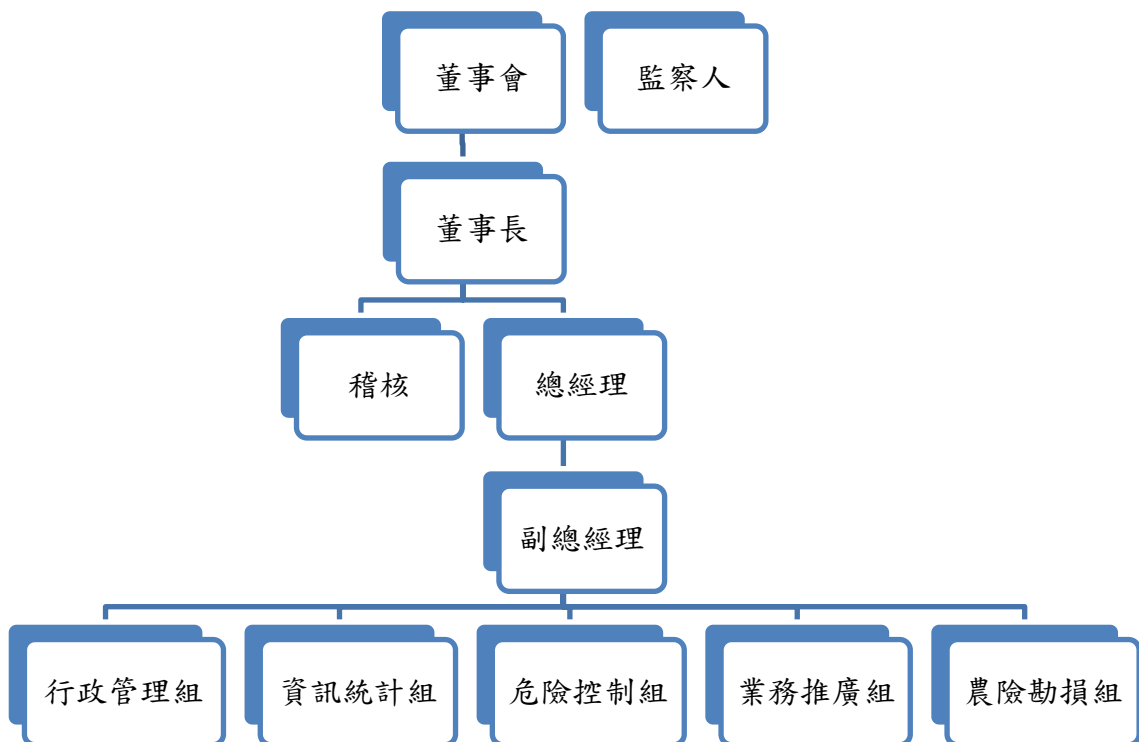 董事會
監察人
董事長
稽核
總經理
副總經理
行政管理組
資訊統計組
危險控制組
業務推廣組
農險勘損組